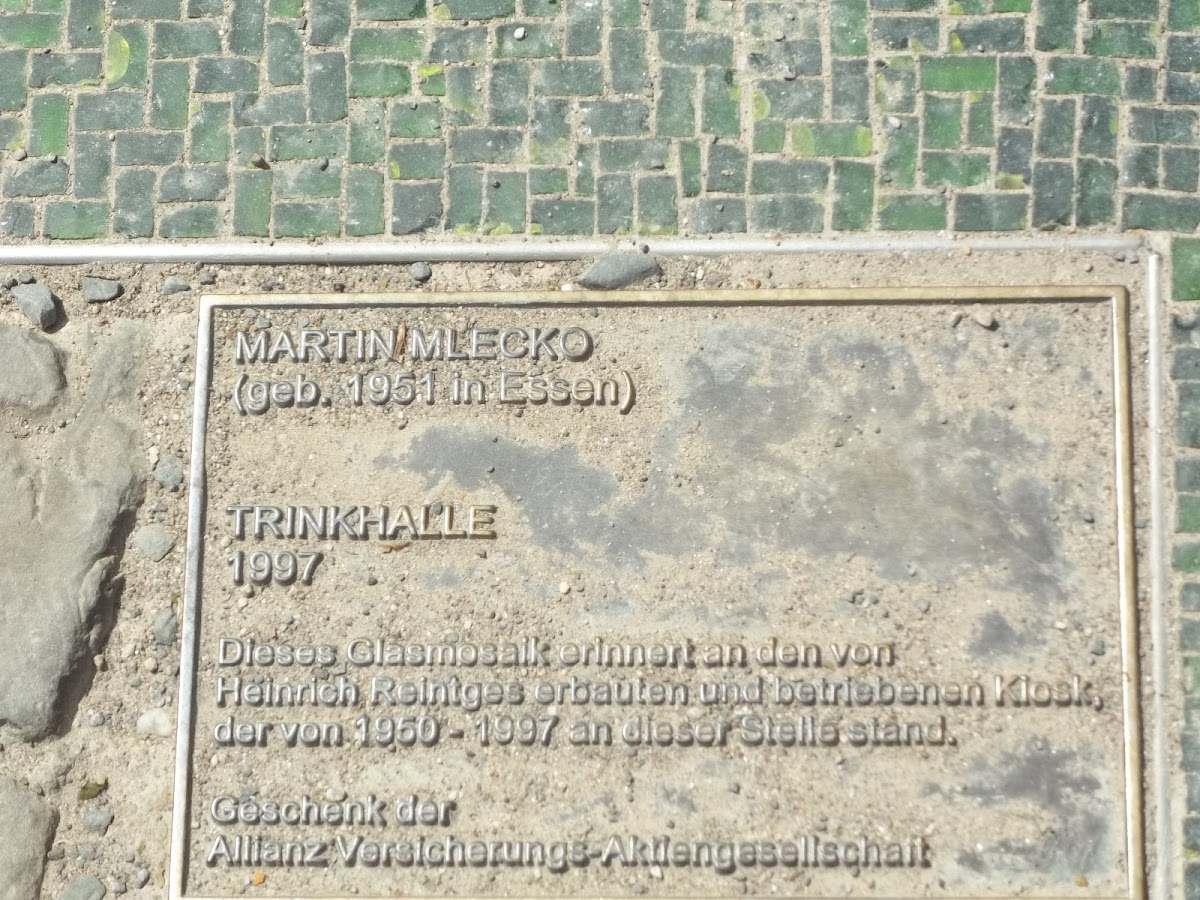 MARTIN MLECKO
(geb. 1951 in Essen)
TRINKHALLE
1997
Dieses Glasmosaik erinnert an den von
Heinrich Reintges erbauten und betriebenen Kiosk,
der von 1950 - 1997 an dieser Stelle stand.
Geschenk der
Allianz Versicherungs-Aktiengesellschaft